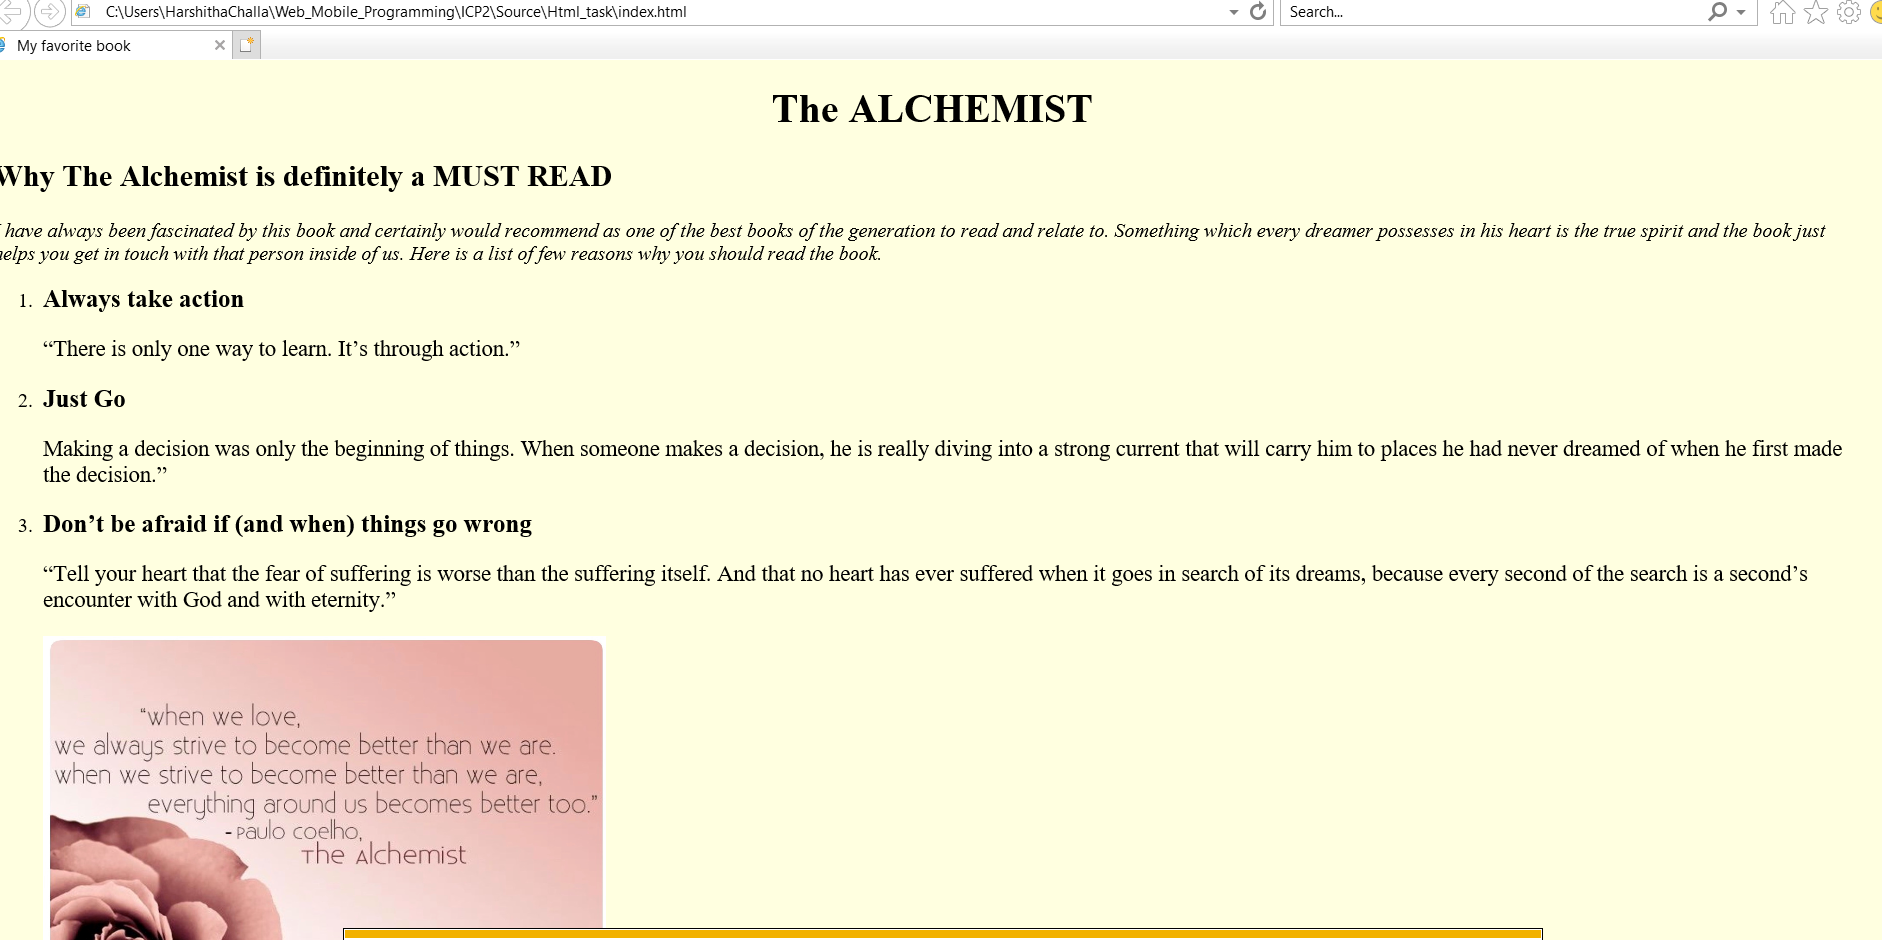 C:\Users\HarshithaChalla\Web_Mobile_Programming\ICP2\Source\Html_task\index.html
Search...
My favorite book
The ALCHEMIST
Why The Alchemist is definitely a MUST READ
I have always been fascinated by this book and certainly would recommend as one of the best books of the generation to read and relate to. Something which every dreamer possesses in his heart is the true spirit and the book just
helps you get in touch with that person inside of us. Here is a list of few reasons why you should read the book.
1. Always take action
“There is only one way to learn. It’s through action.”
2. Just Go
Making a decision was only the beginning of things. When someone makes a decision, he is really diving into a strong current that will carry him to places he had never dreamed of when he first made
the decision.”
3. Don’t be afraid if (and when) things go wrong
“Tell your heart that the fear of suffering is worse than the suffering itself. And that no heart has ever suffered when it goes in search of its dreams, because every second of the search is a second’s
encounter with God and with eternity.”
“when we love,
we always strive to become better than we are.
when we strive to become better than we are,
everything around us becomes better too.”
- Paulo Coelho,
The Alchemist